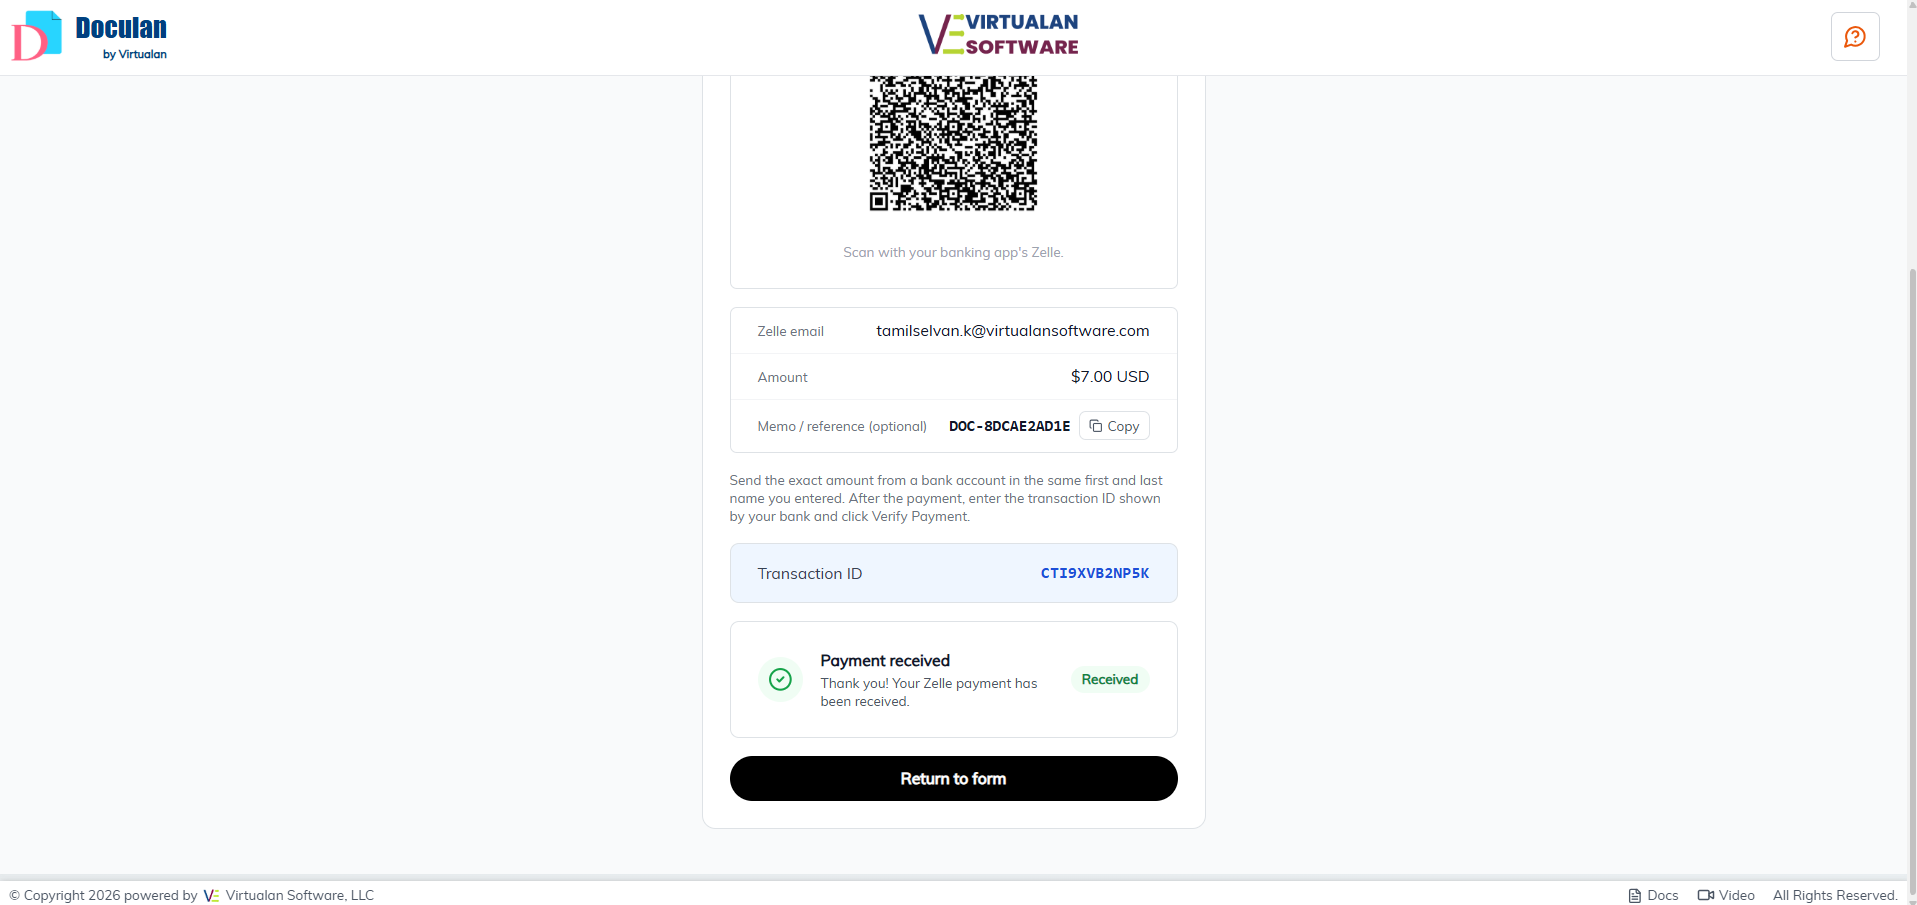 Doculan
by Virtualan
VIRTUALAN
SOFTWARE
Scan with your banking app's Zelle.
Zelle email tamilselvan.k@virtualansoftware.com
Amount $7.00 USD
Memo / reference (optional) DOC-8DCAE2AD1E Copy
Send the exact amount from a bank account in the same first and last
name you entered. After the payment, enter the transaction ID shown
by your bank and click Verify Payment.
Transaction ID CTI9XVB2NP5K
Payment received
Thank you! Your Zelle payment has
been received.
Received
Return to form
© Copyright 2026 powered by VE Virtualan Software, LLC
Docs Video All Rights Reserved.